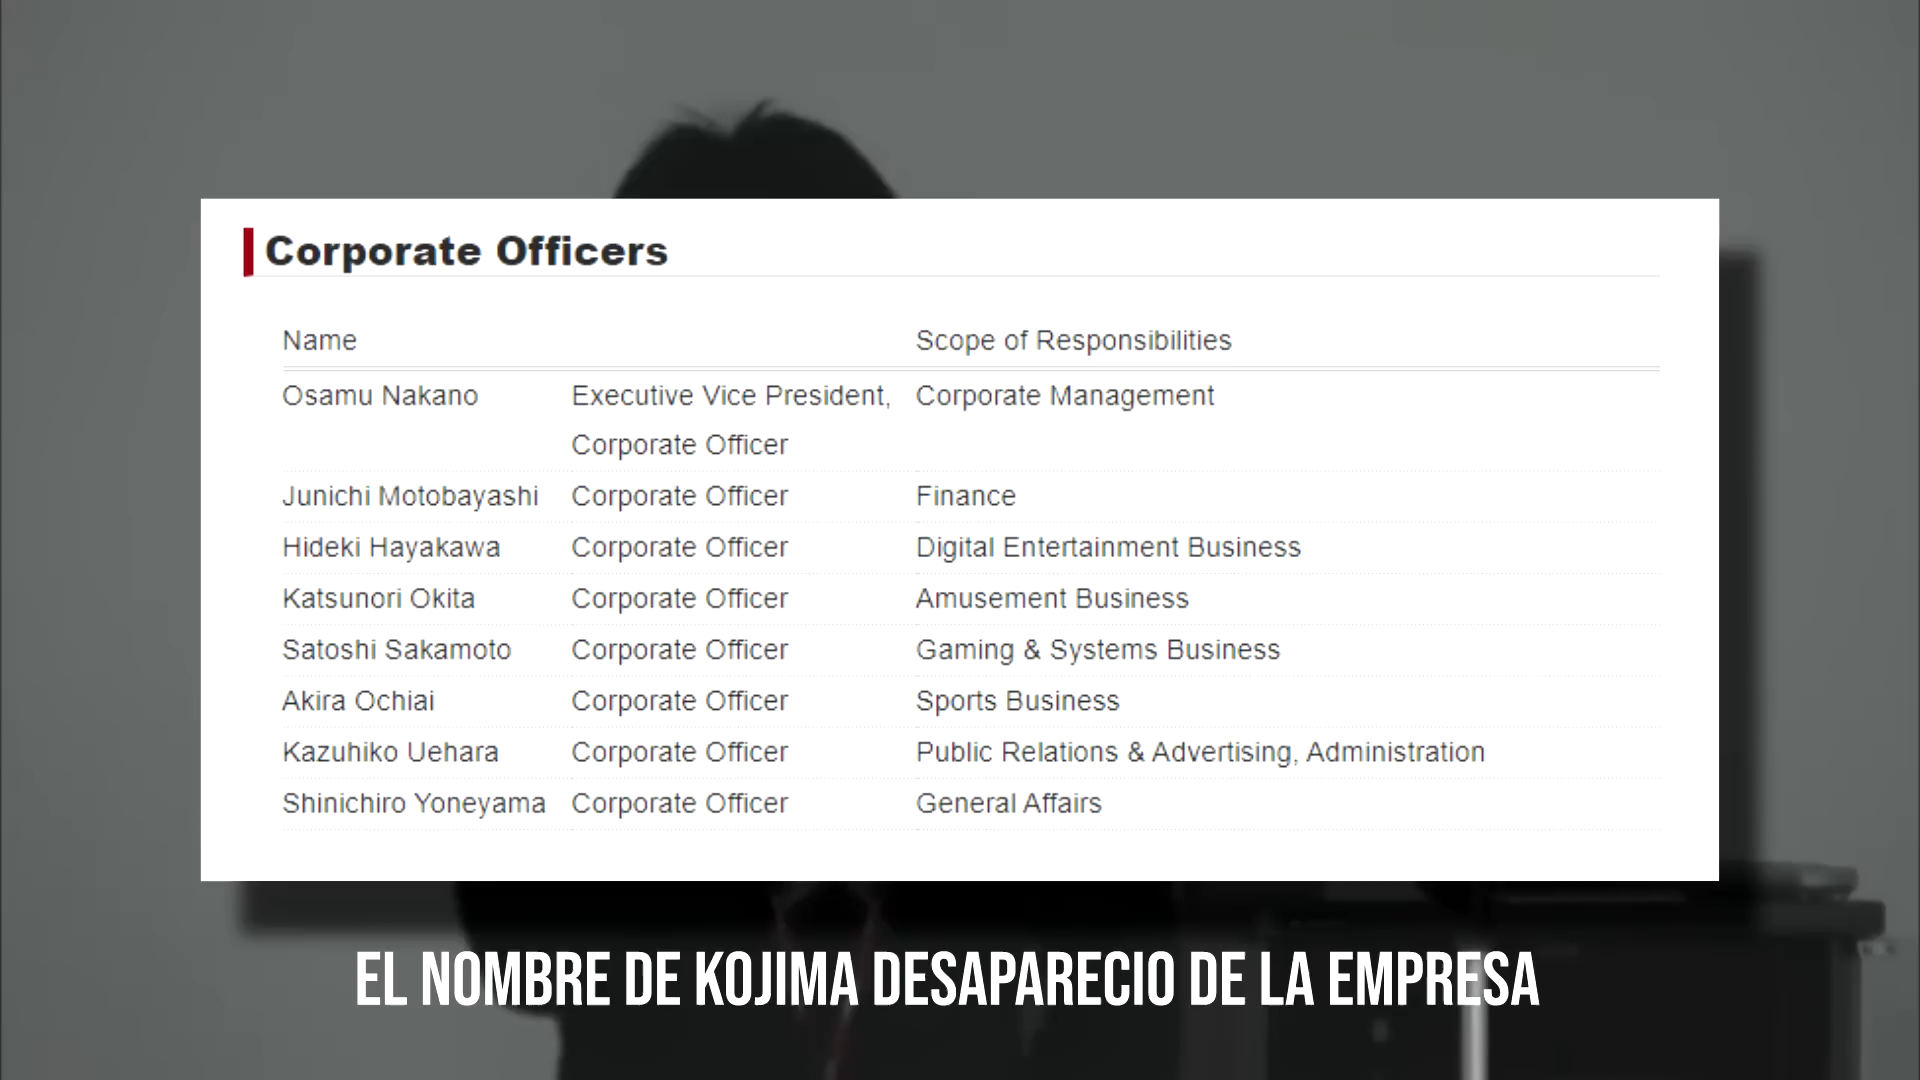 Corporate Officers
Name Scope of Responsibilities
Osamu Nakano Executive Vice President, Corporate Management
Corporate Officer
Junichi Motobayashi Corporate Officer Finance
Hideki Hayakawa Corporate Officer Digital Entertainment Business
Katsunori Okita Corporate Officer Amusement Business
Satoshi Sakamoto Corporate Officer Gaming & Systems Business
Akira Ochiai Corporate Officer Sports Business
Kazuhiko Uehara Corporate Officer Public Relations & Advertising, Administration
Shinichiro Yoneyama Corporate Officer General Affairs
EL NOMBRE DE KOJIMA DESAPARECIO DE LA EMPRESA